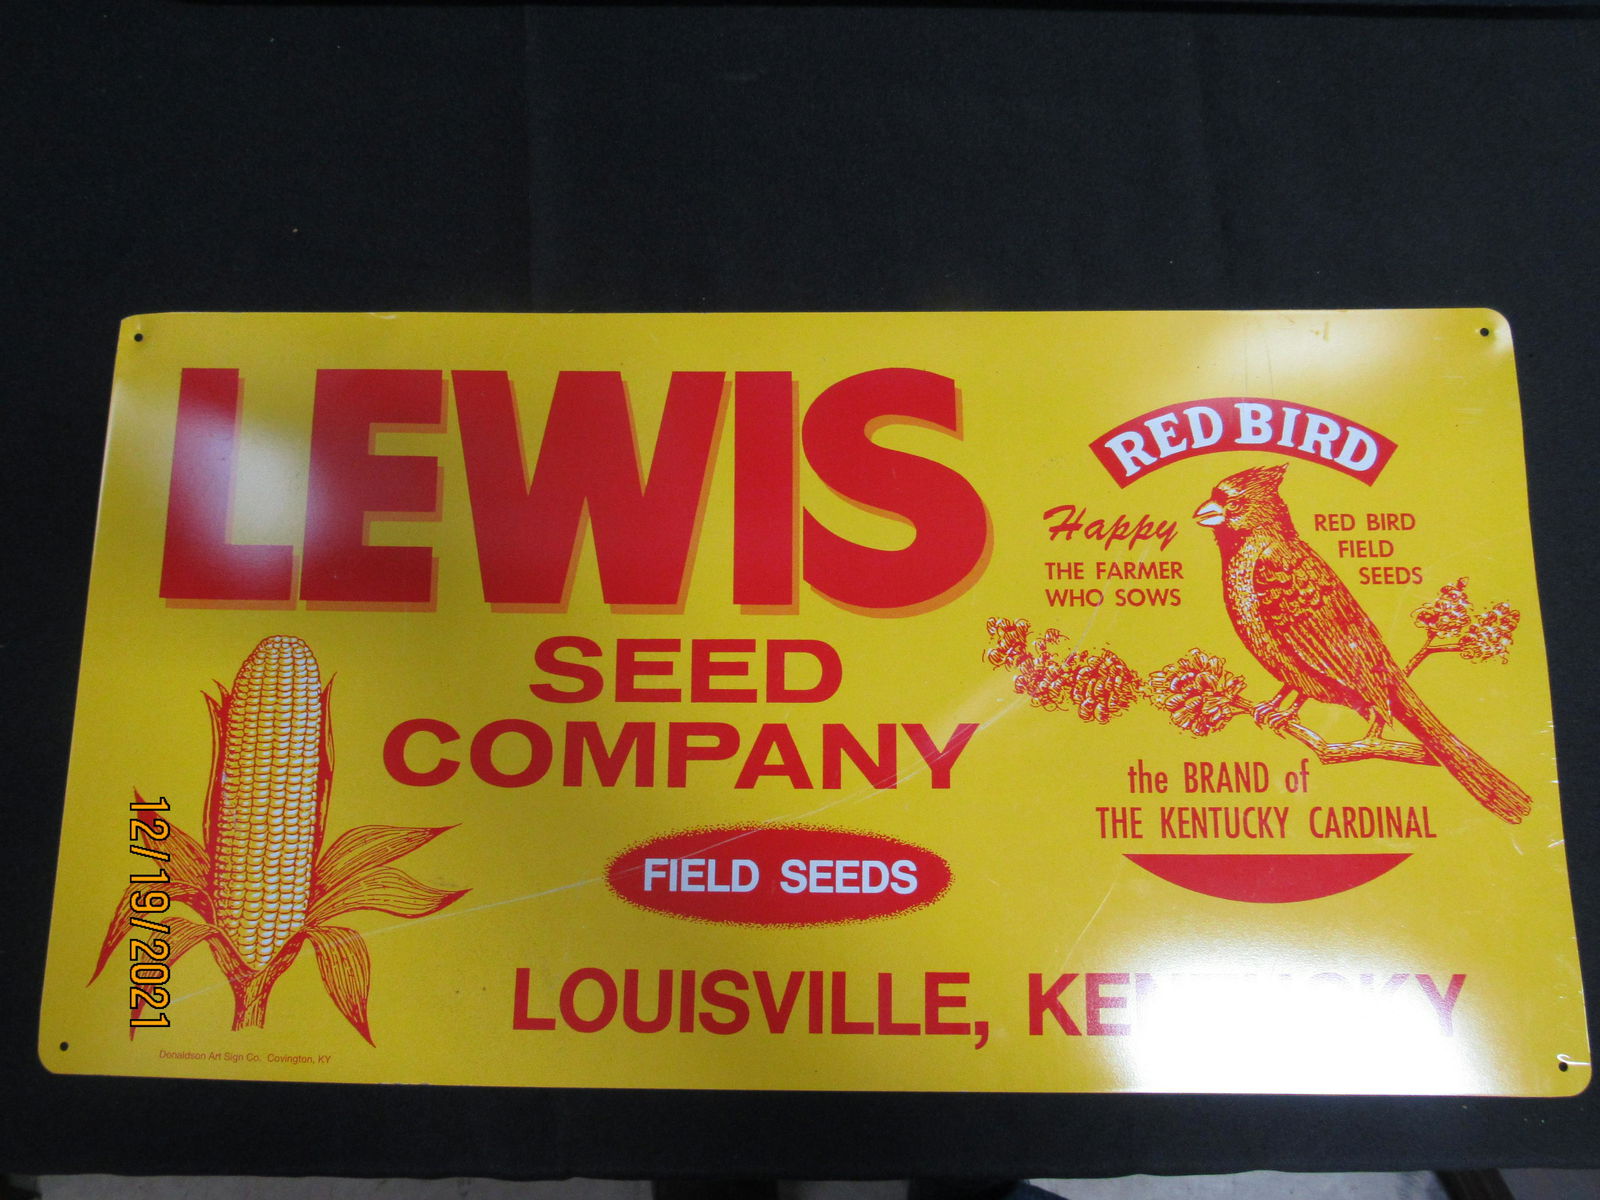 LEWIS
SEED
COMPANY
FIELD SEEDS
LOUISVILLE, KENTUCKY
RED BIRD
Happy
THE FARMER
WHO SOWS
RED BIRD
FIELD
SEEDS
the BRAND of
THE KENTUCKY CARDINAL
Donaldson Art Sign Co. Covington, KY
12/19/2021